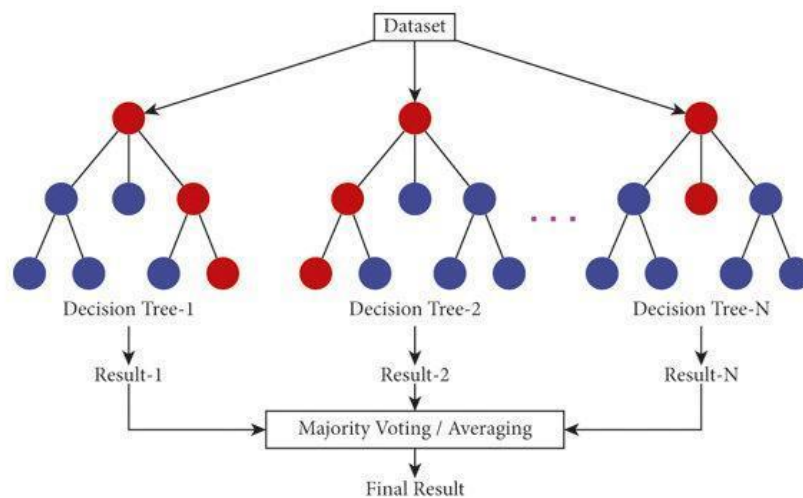 Dataset
Decision Tree-1
Decision Tree-2
Decision Tree-N
Result-1
Result-2
Result-N
Majority Voting / Averaging
Final Result